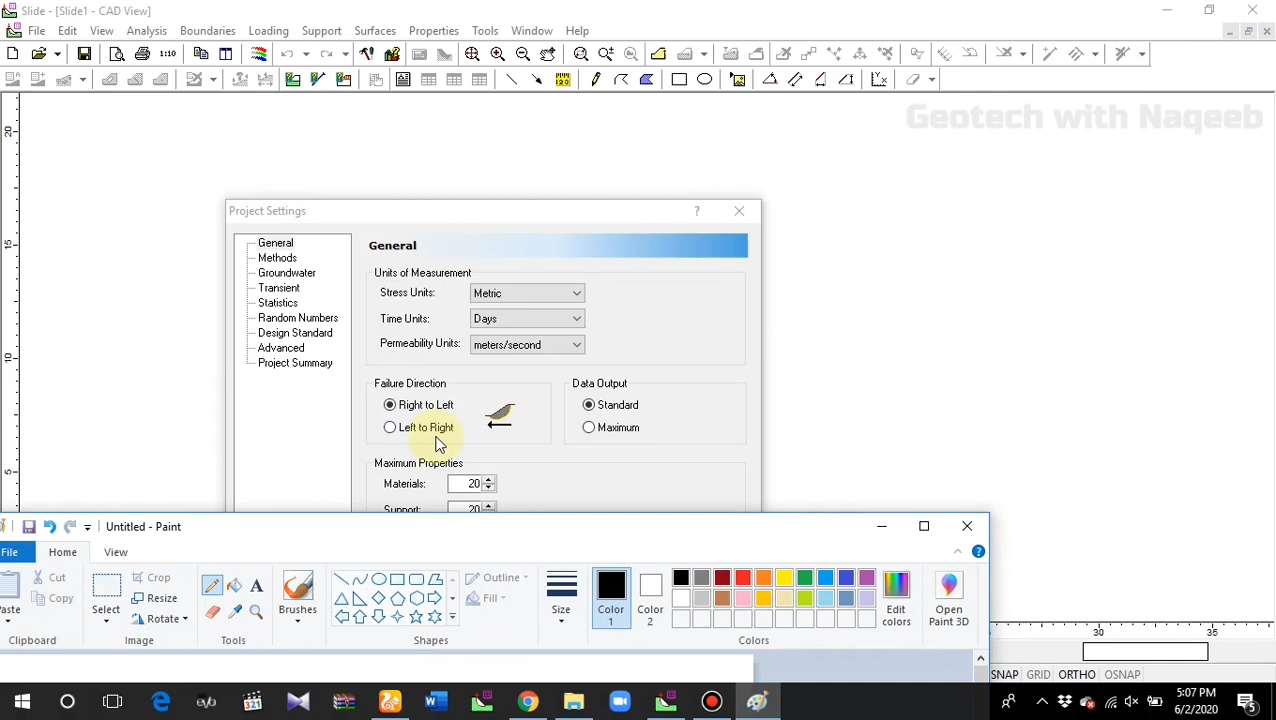 Slide - [Slide1 - CAD View]
File Edit View Analysis Boundaries Loading Support Surfaces Properties Tools Window Help
1:10
Geotech with Naqeeb
20
15
10
5
Project Settings
?
General
Methods
Groundwater
Transient
Statistics
Random Numbers
Design Standard
Advanced
Project Summary
General
Units of Measurement
Stress Units: Metric
Time Units: Days
Permeability Units: meters/second
Failure Direction
Right to Left
Left to Right
Data Output
Standard
Maximum
Maximum Properties
Materials: 20
Support: 20
Untitled - Paint
File Home View
Paste
Cut
Copy
Clipboard
Select
Crop
Resize
Rotate
Image
A
Tools
Brushes
Shapes
Outline
Fill
Size
Color 1
Color 2
Edit colors
Open Paint 3D
Colors
30 35
SNAP GRID ORTHO OSNAP
5:07 PM
6/2/2020
5